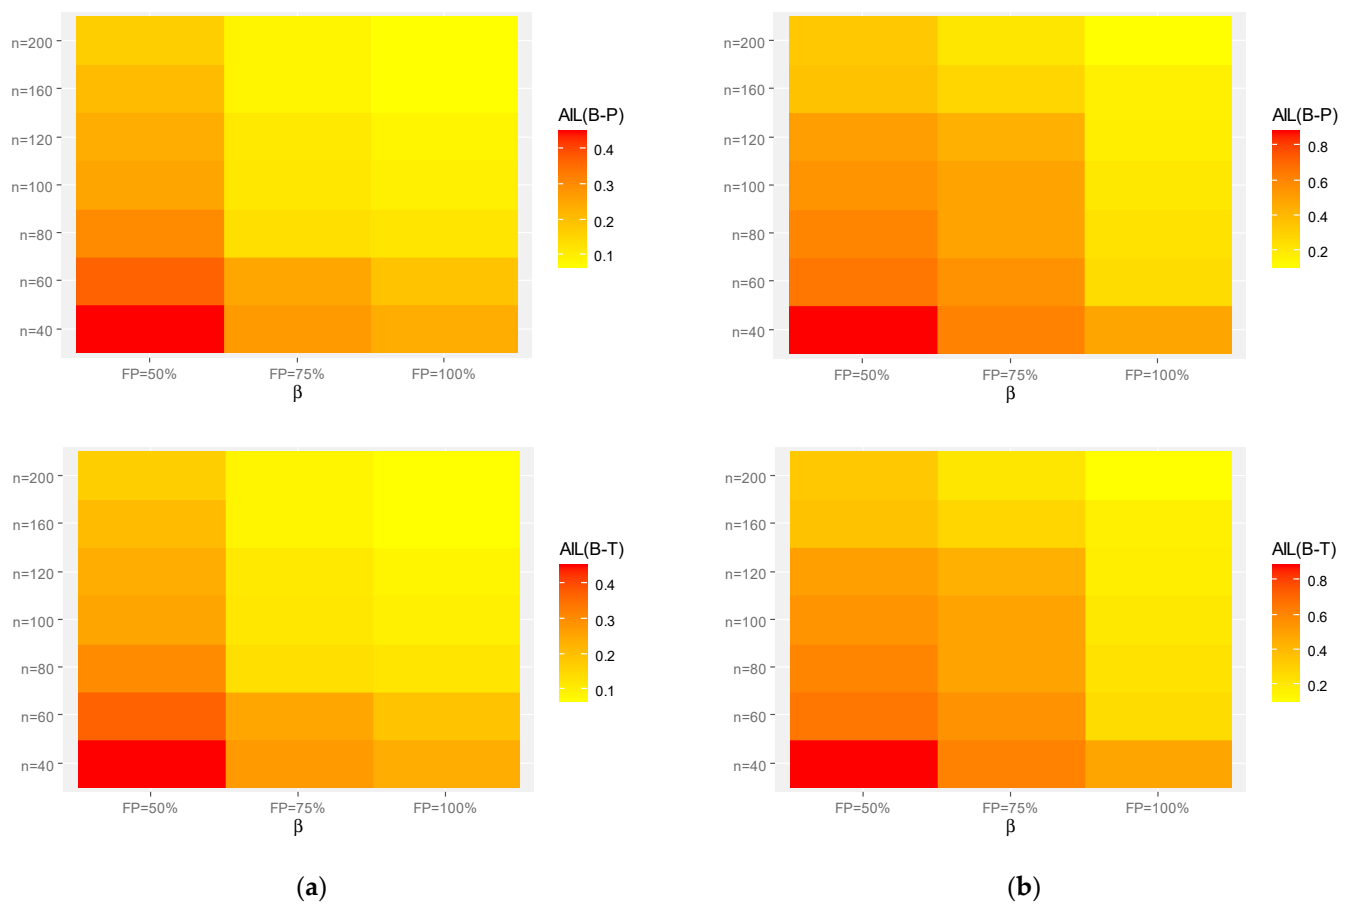 n=200
n=160
n=120
n=100
n=80
n=60
n=40
FP=50% FP=75% FP=100%
β
AIL(B-P)
0.4
0.3
0.2
0.1
n=200
n=160
n=120
n=100
n=80
n=60
n=40
FP=50% FP=75% FP=100%
β
AIL(B-P)
0.8
0.6
0.4
0.2
n=200
n=160
n=120
n=100
n=80
n=60
n=40
FP=50% FP=75% FP=100%
β
AIL(B-T)
0.4
0.3
0.2
0.1
n=200
n=160
n=120
n=100
n=80
n=60
n=40
FP=50% FP=75% FP=100%
β
AIL(B-T)
0.8
0.6
0.4
0.2
(a)
(b)